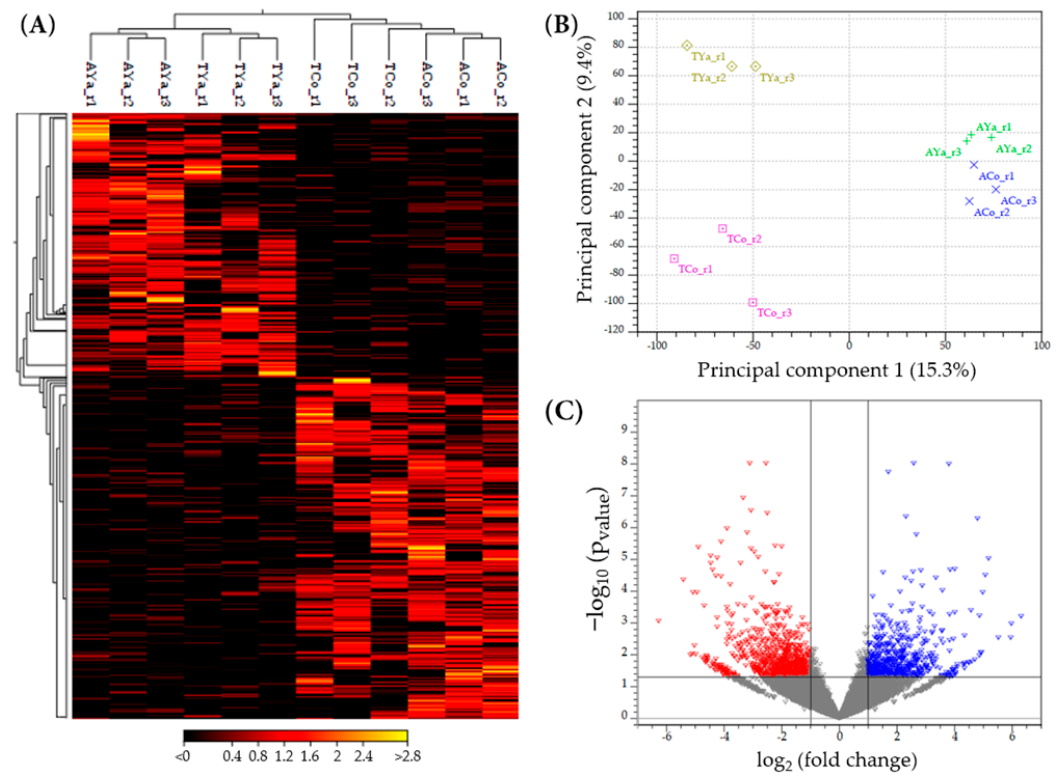 (A)
AYa_r1 AYa_r2 AYa_r3 TYa_r1 TYa_r2 TYa_r3 TCo_r1 TCo_r3 TCo_r2 ACo_r3 ACo_r1 ACo_r2
<0 0.4 0.8 1.2 1.6 2 2.4 >2.8
(B)
Principal component 2 (9.4%)
100
80
60
40
20
0
-20
-40
-60
-80
-100
-120
TYa_r1
TYa_r2 TYa_r3
AYa_r1
AYa_r3 AYa_r2
ACo_r1
ACo_r3
ACo_r2
TCo_r2
TCo_r1
TCo_r3
-100 -50 0 50 100
Principal component 1 (15.3%)
(C)
−log10 (pvalue)
9
8
7
6
5
4
3
2
1
0
-6 -4 -2 0 2 4 6
log2 (fold change)